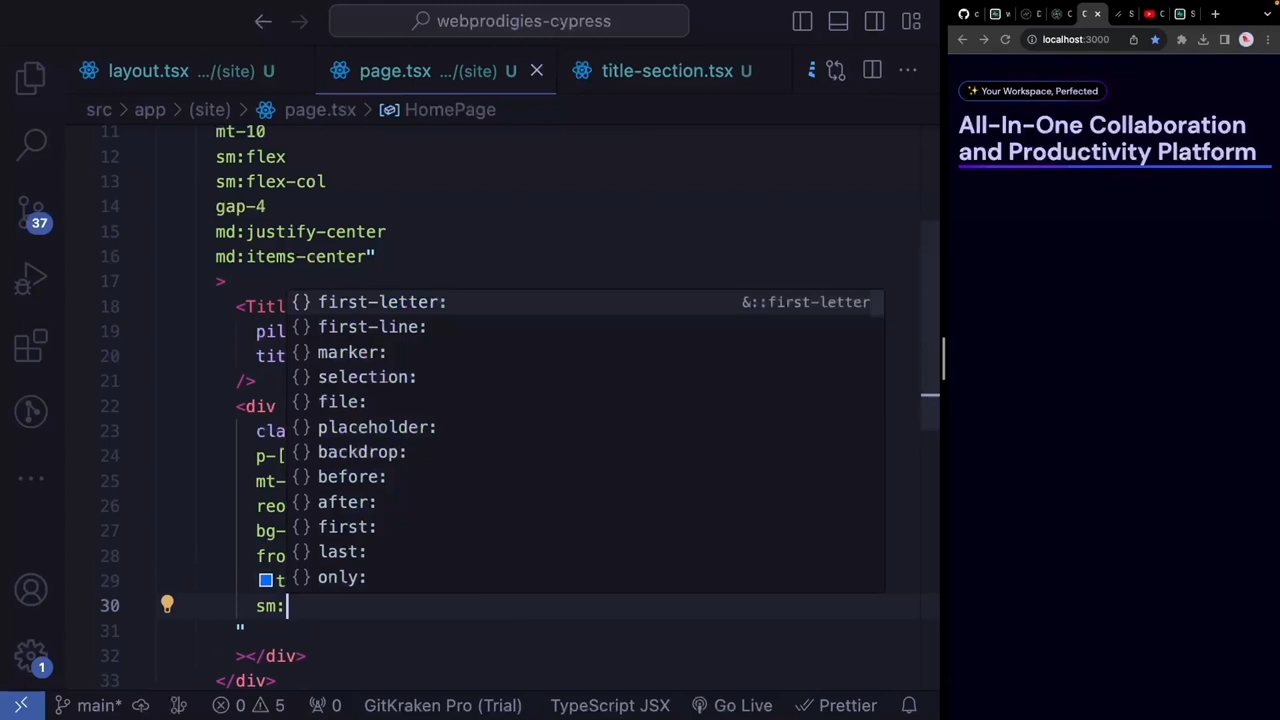 webprodigies-cypress
layout.tsx .../(site) U
page.tsx .../(site) U
title-section.tsx U
src > app > (site) > page.tsx > HomePage
11 mt-10
12 sm:flex
13 sm:flex-col
14 gap-4
15 md:justify-center
16 md:items-center"
17 >
18 <Titl
19 pil
20 tit
21 />
22 <div
23 cla
24 p-[
25 mt-
26 reo
27 bg-
28 fro
29 t
30 sm:
31 "
32 ></div>
33 </div>
{} first-letter: &::first-letter
{} first-line:
{} marker:
{} selection:
{} file:
{} placeholder:
{} backdrop:
{} before:
{} after:
{} first:
{} last:
{} only:
37
1
main* 0 5 0 GitKraken Pro (Trial) TypeScript JSX Go Live Prettier
localhost:3000
✨ Your Workspace, Perfected
All-In-One Collaboration
and Productivity Platform